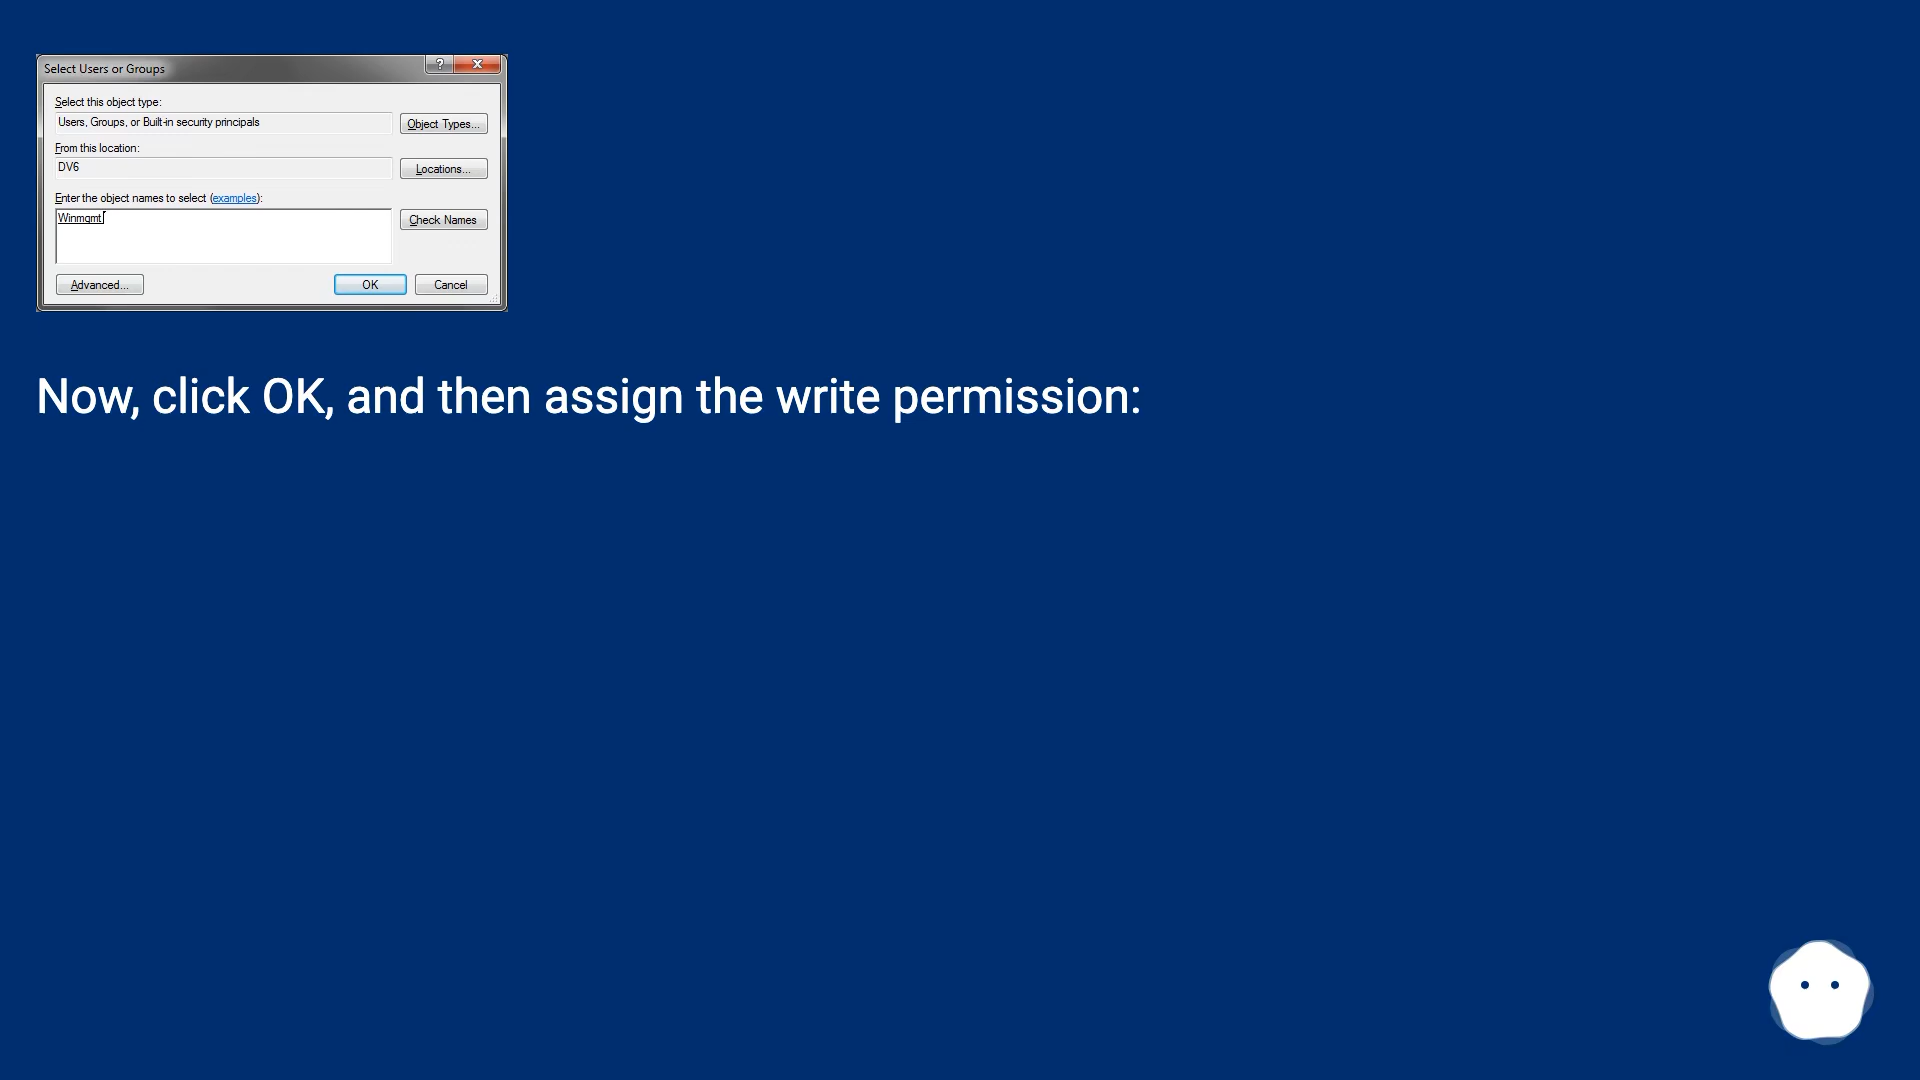 Select Users or Groups
Select this object type:
Users, Groups, or Built-in security principals
Object Types...
From this location:
DV6
Locations...
Enter the object names to select (examples):
Winmgmt
Check Names
Advanced...
OK
Cancel
Now, click OK, and then assign the write permission: